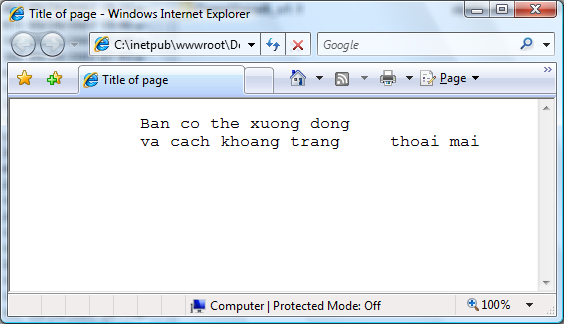 Title of page - Windows Internet Explorer
C:\inetpub\wwwroot\D
Google
Title of page
Page
Ban co the xuong dong
va cach khoang trang     thoai mai
Computer | Protected Mode: Off
100%